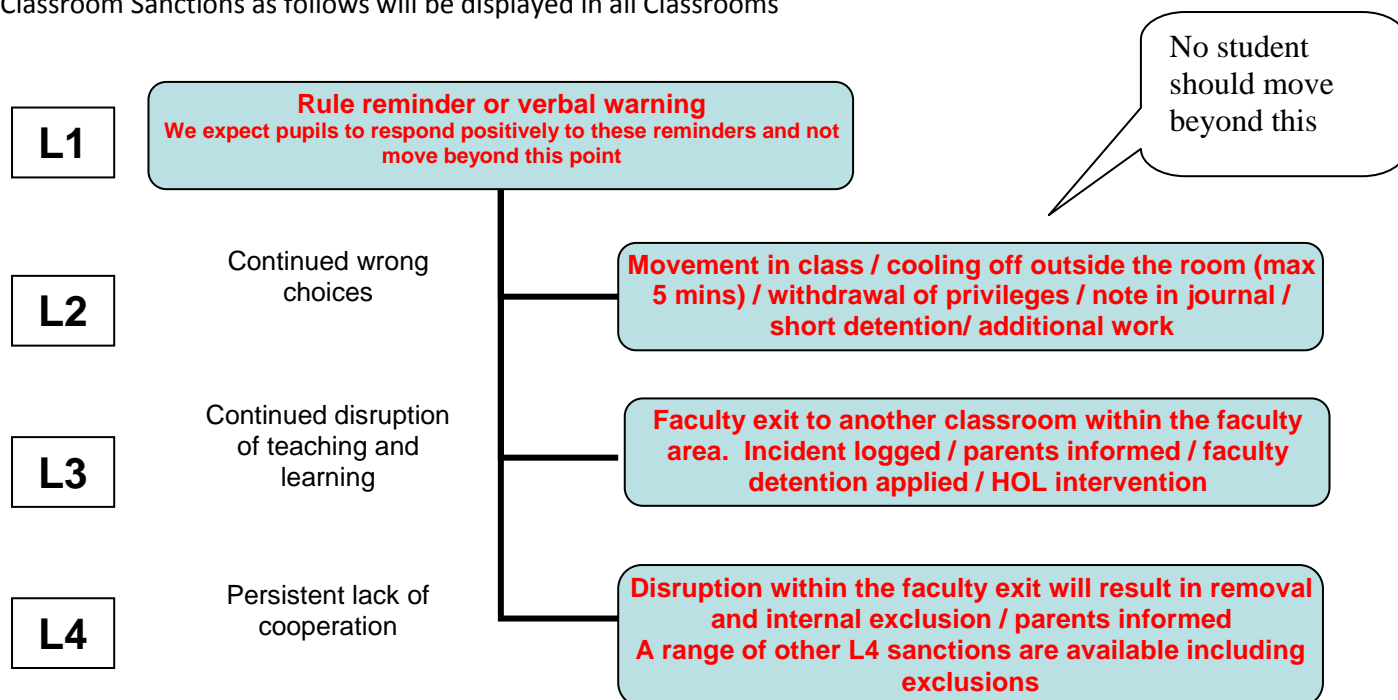 Classroom Sanctions as follows will be displayed in all Classrooms
No student
should move
beyond this
L1
Rule reminder or verbal warning
We expect pupils to respond positively to these reminders and not
move beyond this point
L2
Continued wrong
choices
Movement in class / cooling off outside the room (max
5 mins) / withdrawal of privileges / note in journal /
short detention/ additional work
L3
Continued disruption
of teaching and
learning
Faculty exit to another classroom within the faculty
area.  Incident logged / parents informed / faculty
detention applied / HOL intervention
L4
Persistent lack of
cooperation
Disruption within the faculty exit will result in removal
and internal exclusion / parents informed
A range of other L4 sanctions are available including
exclusions